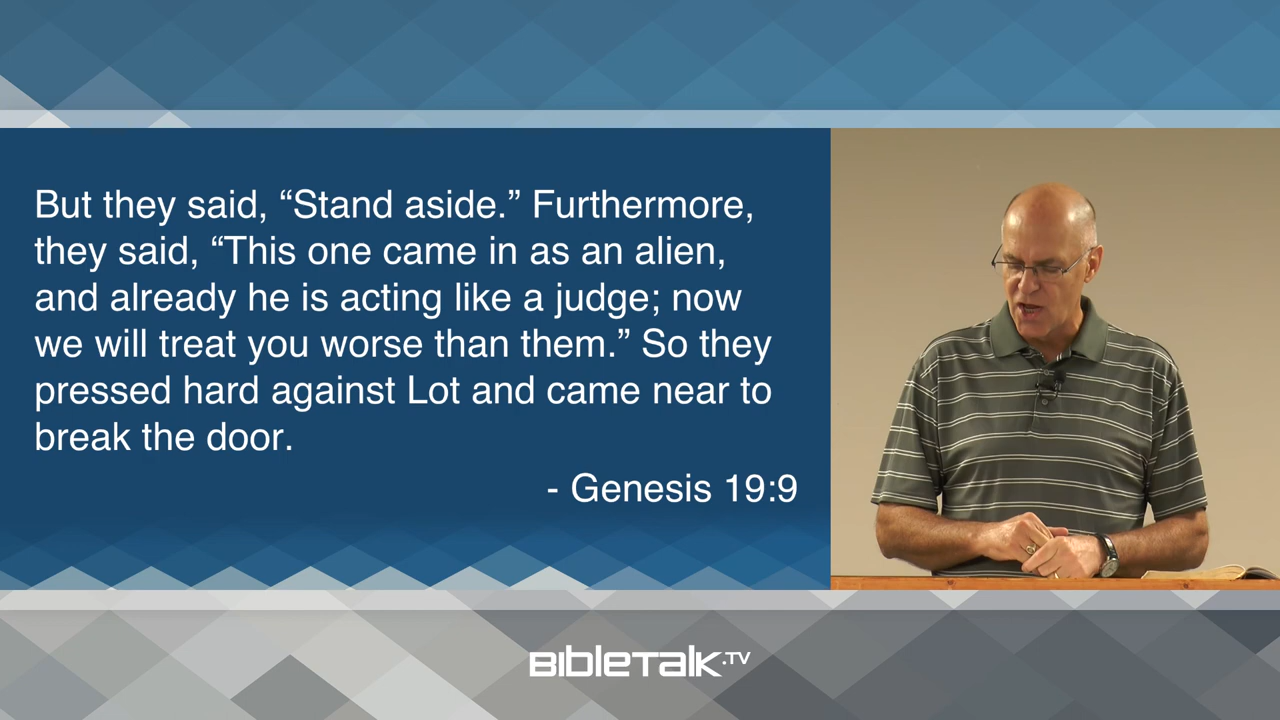 But they said, “Stand aside.” Furthermore,
they said, “This one came in as an alien,
and already he is acting like a judge; now
we will treat you worse than them.” So they
pressed hard against Lot and came near to
break the door.
- Genesis 19:9
BIBLETALK.TV